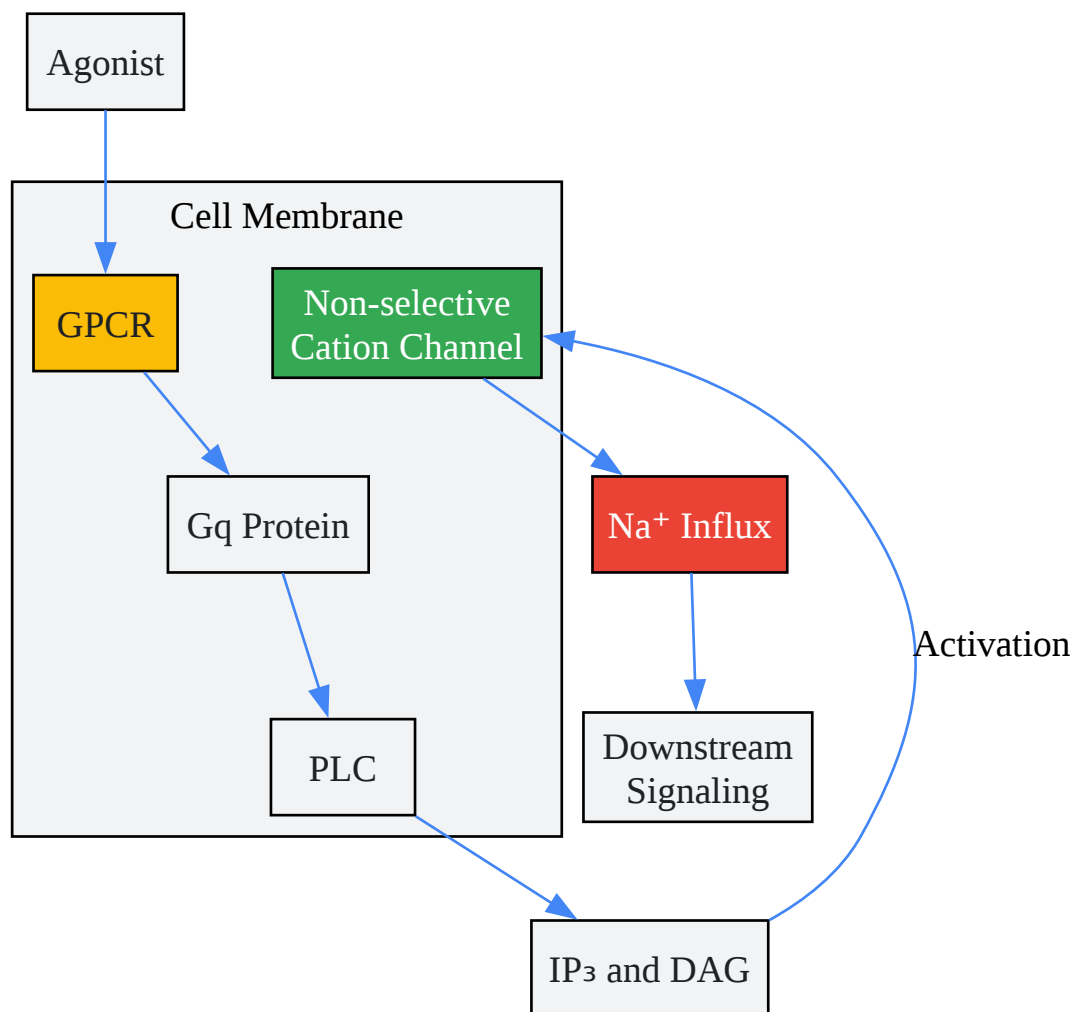 Agonist
Cell Membrane
GPCR
Non-selective
Cation Channel
Gq Protein
Na⁺ Influx
Activation
PLC
Downstream
Signaling
IP₃ and DAG